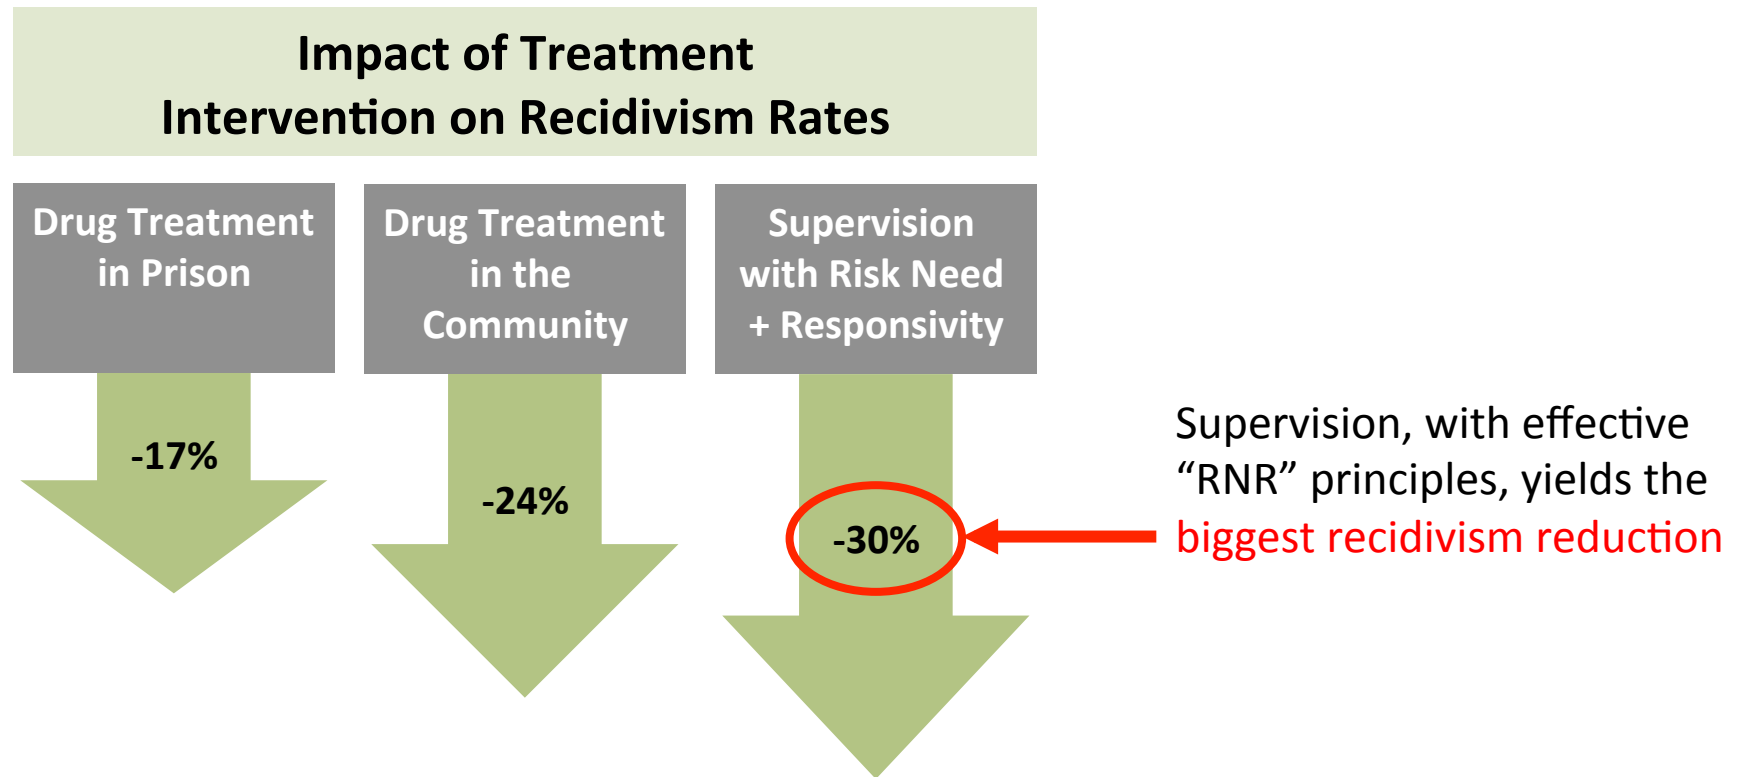 Impact of Treatment
Intervention on Recidivism Rates
Drug Treatment
in Prison
Drug Treatment
in the
Community
Supervision
with Risk Need
+ Responsivity
-17%
-24%
-30%
Supervision, with effective
“RNR” principles, yields the
biggest recidivism reduction